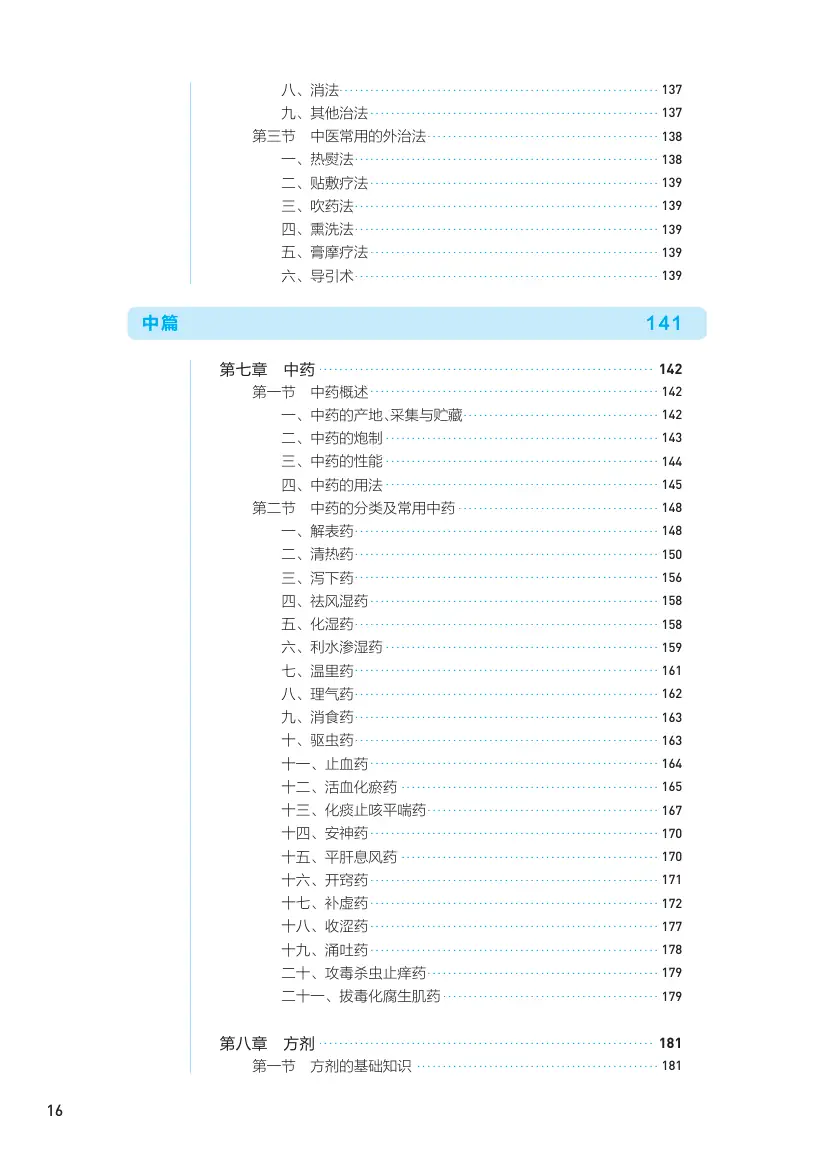 八、消法 137
九、其他治法 137
第三节 中医常用的外治法 138
一、热熨法 138
二、贴敷疗法 139
三、吹药法 139
四、熏洗法 139
五、膏摩疗法 139
六、导引术 139
中篇 141
第七章 中药 142
第一节 中药概述 142
一、中药的产地、采集与贮藏 142
二、中药的炮制 143
三、中药的性能 144
四、中药的用法 145
第二节 中药的分类及常用中药 148
一、解表药 148
二、清热药 150
三、泻下药 156
四、祛风湿药 158
五、化湿药 158
六、利水渗湿药 159
七、温里药 161
八、理气药 162
九、消食药 163
十、驱虫药 163
十一、止血药 164
十二、活血化瘀药 165
十三、化痰止咳平喘药 167
十四、安神药 170
十五、平肝息风药 170
十六、开窍药 171
十七、补虚药 172
十八、收涩药 177
十九、涌吐药 178
二十、攻毒杀虫止痒药 179
二十一、拔毒化腐生肌药 179
第八章 方剂 181
第一节 方剂的基础知识 181
16